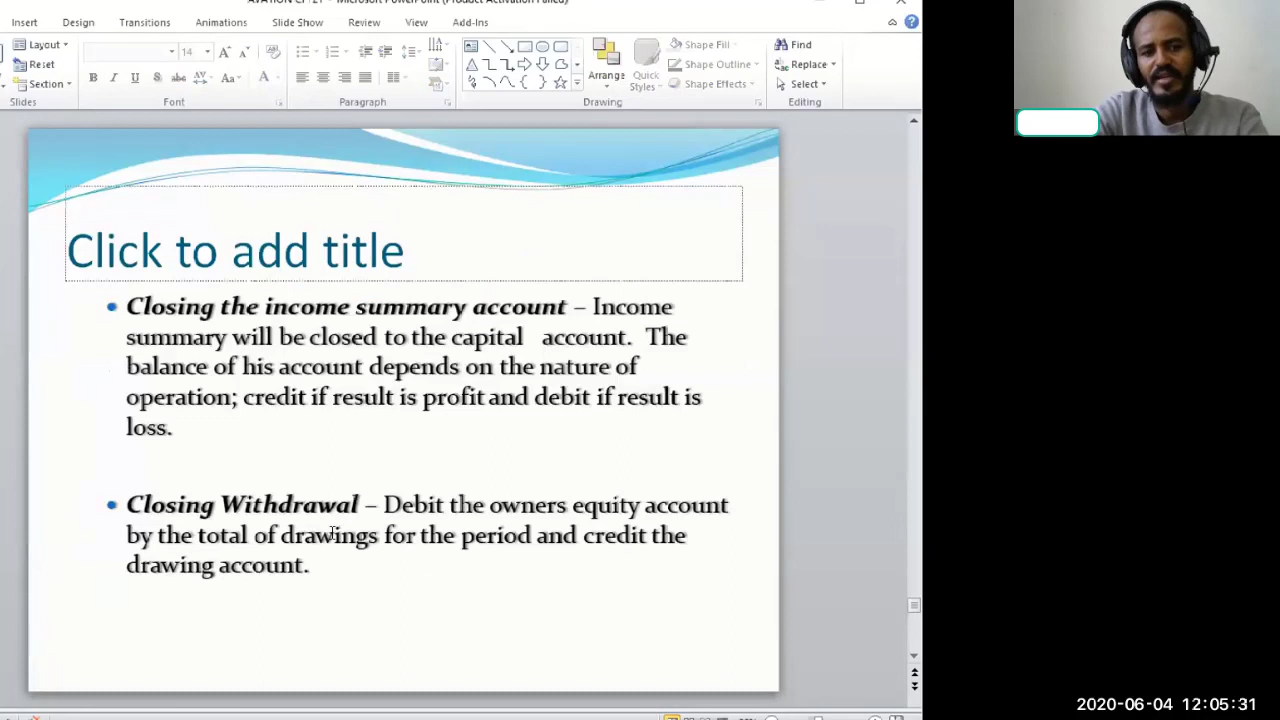 Insert Design Transitions Animations Slide Show Review View Add-Ins
Layout 14 Shape Fill Find
Reset Shape Outline Replace
Section B I U S abc AV Aa A Arrange Quick Styles Shape Effects Select
Slides Font Paragraph Drawing Editing
Click to add title
• Closing the income summary account – Income
summary will be closed to the capital account. The
balance of his account depends on the nature of
operation; credit if result is profit and debit if result is
loss.
• Closing Withdrawal – Debit the owners equity account
by the total of drawings for the period and credit the
drawing account.
2020-06-04 12:05:31